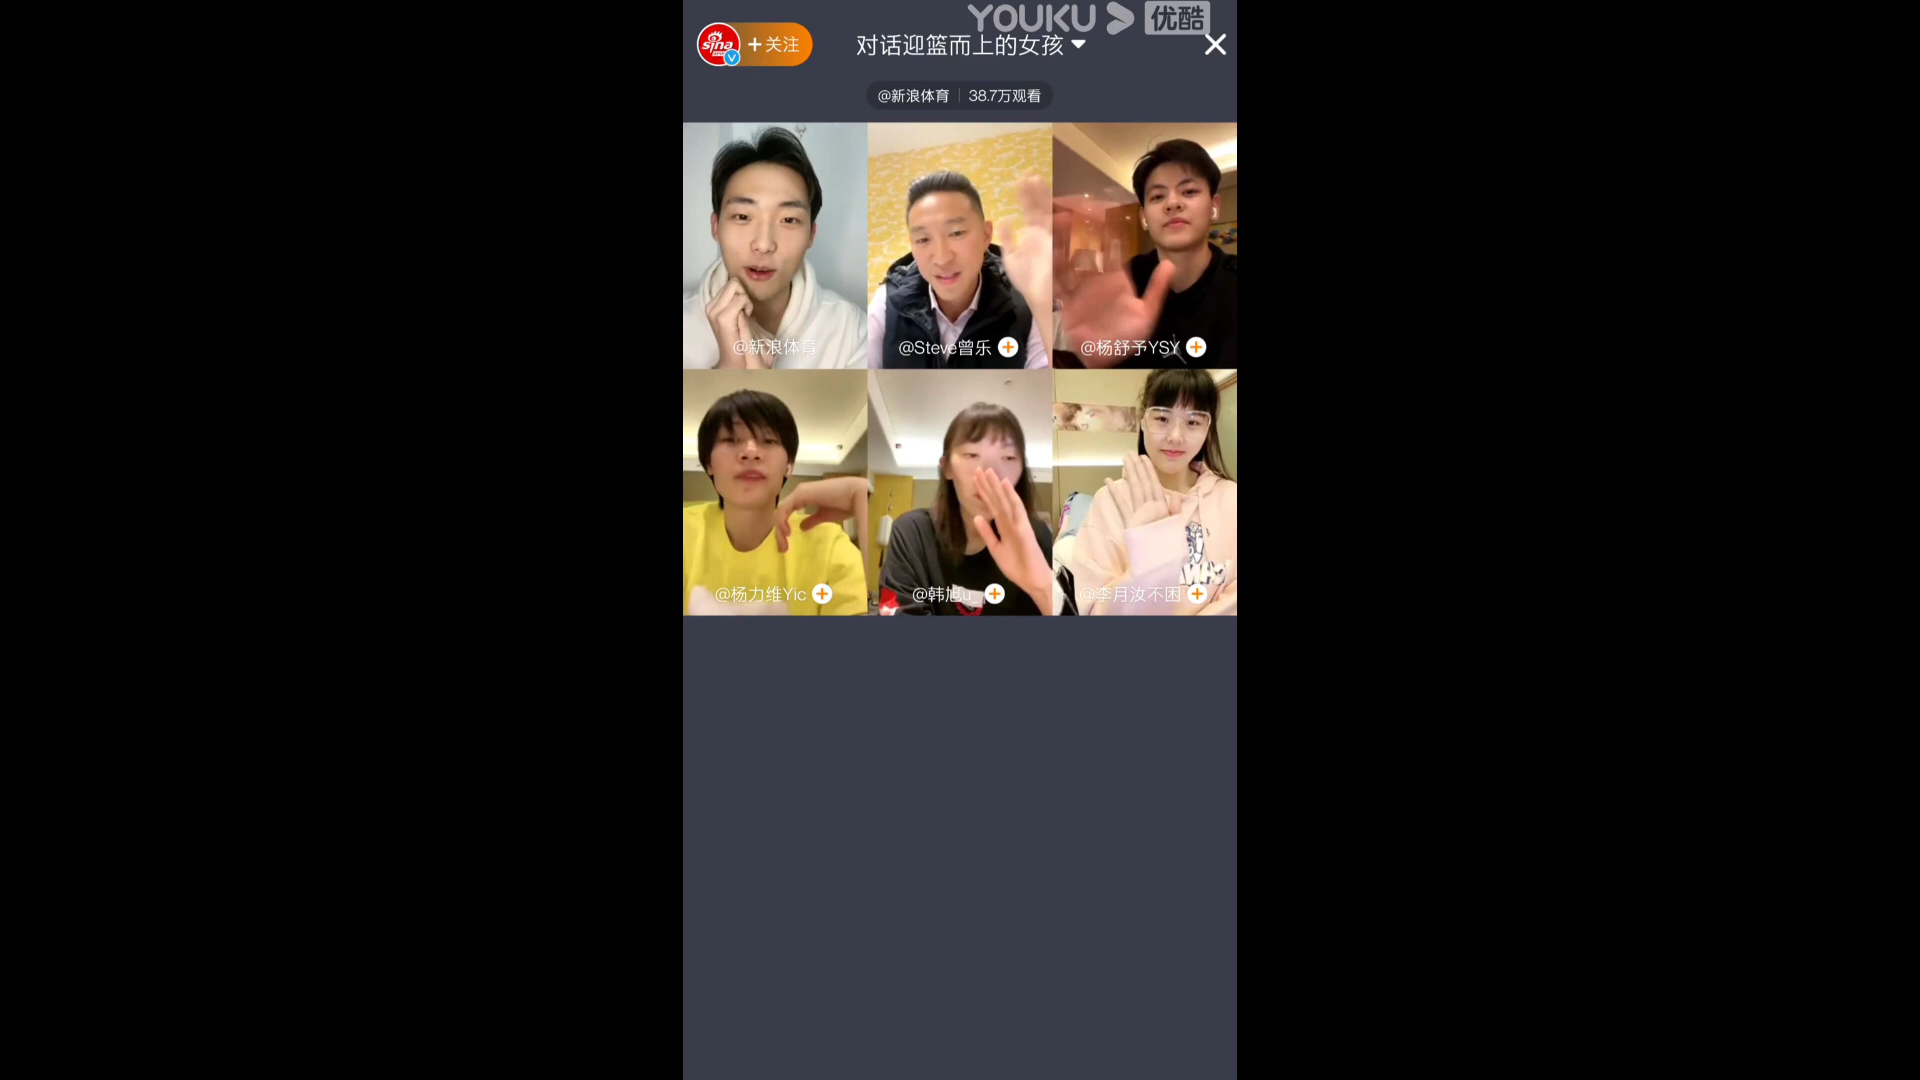 YOUKU 优酷
sina
+关注
对话迎篮而上的女孩
@新浪体育 38.7万观看
@新浪体育
@Steve曾乐
@杨舒予YSY
@杨力维Yic
@韩旭u_
@李月汝不困